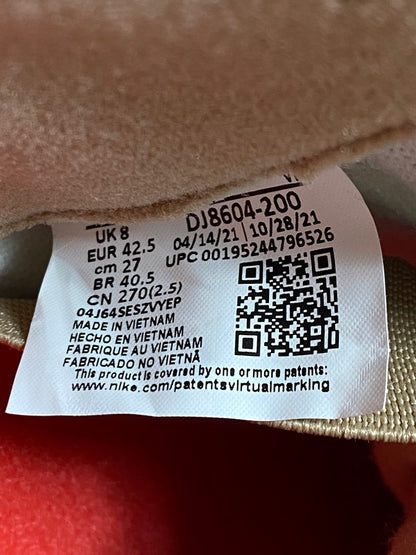 UK 8
EUR 42.5
cm 27
BR 40.5
CN 270(2.5)
04J64SESZVYEP
DJ8604-200
04/14/21 | 10/28/21
UPC 00195244796526
MADE IN VIETNAM
HECHO EN VIETNAM
FABRIQUE AU VIETNAM
FABRICADO NO VIETNÃ
This product is covered by one or more patents:
www.nike.com/patentsvirtualmarking